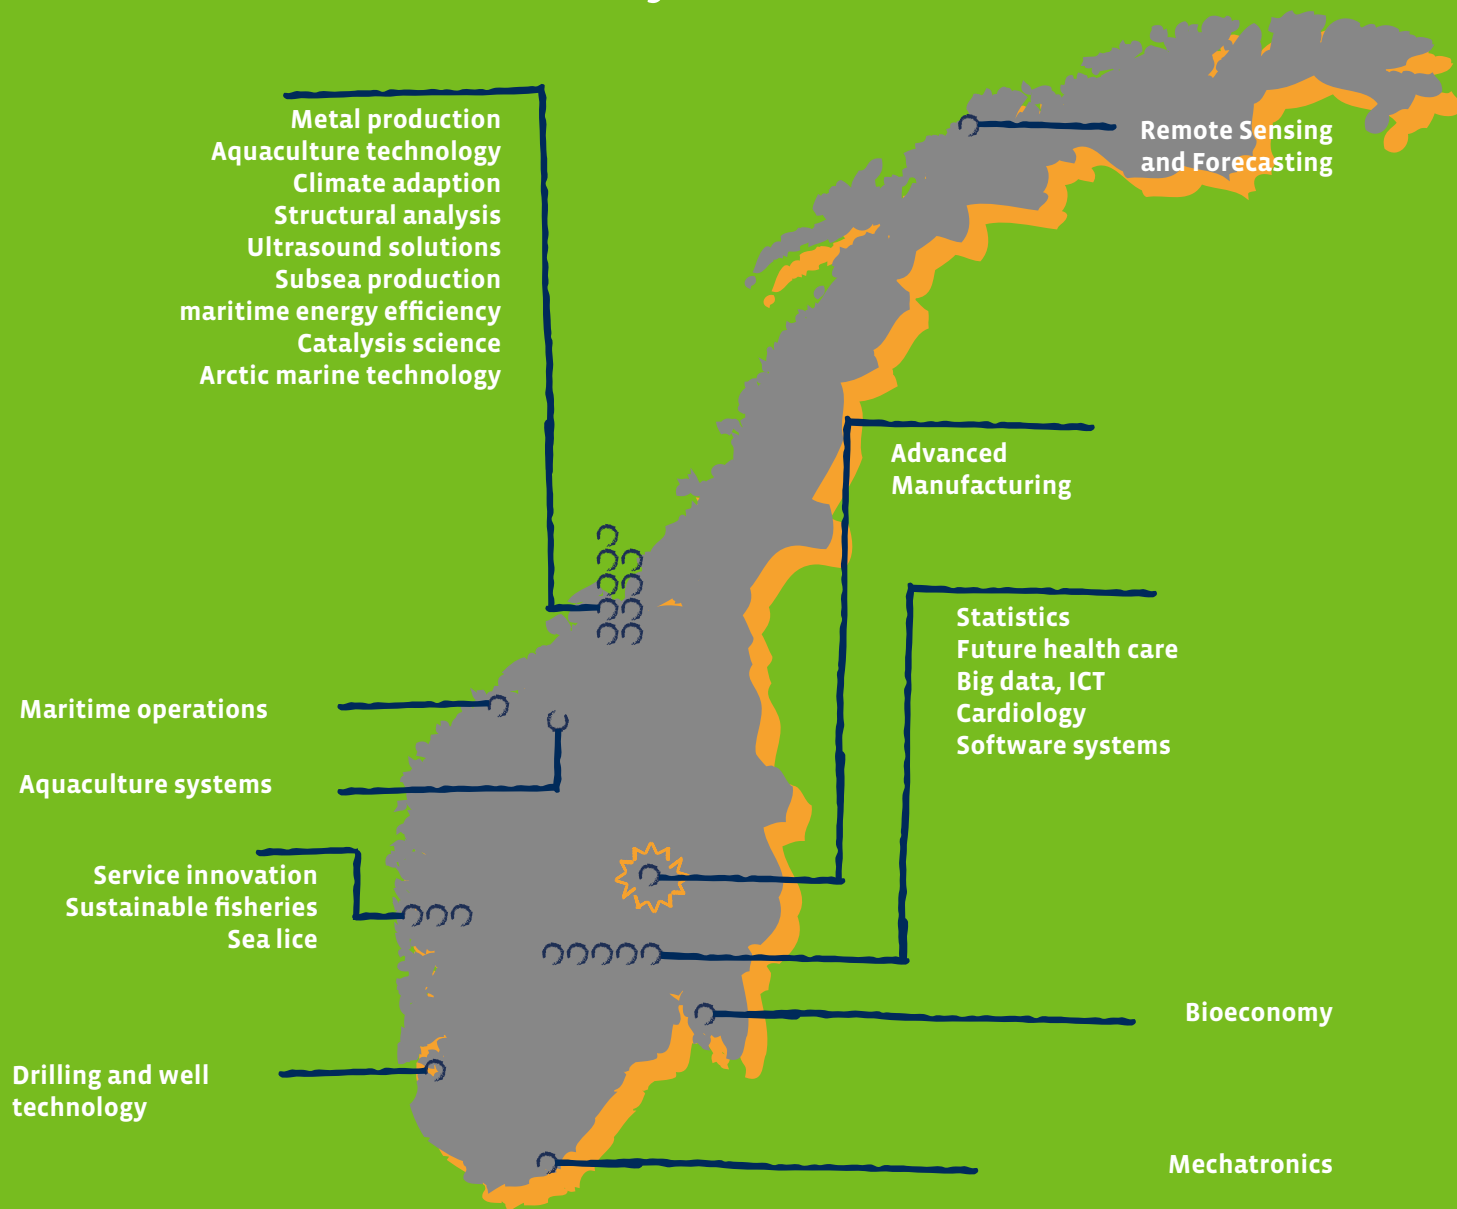 Metal production
Aquaculture technology
Climate adaption
Structural analysis
Ultrasound solutions
Subsea production
maritime energy efficiency
Catalysis science
Arctic marine technology
Remote Sensing
and Forecasting
Advanced
Manufacturing
Statistics
Future health care
Big data, ICT
Cardiology
Software systems
Maritime operations
Aquaculture systems
Service innovation
Sustainable fisheries
Sea lice
Bioeconomy
Drilling and well
technology
Mechatronics